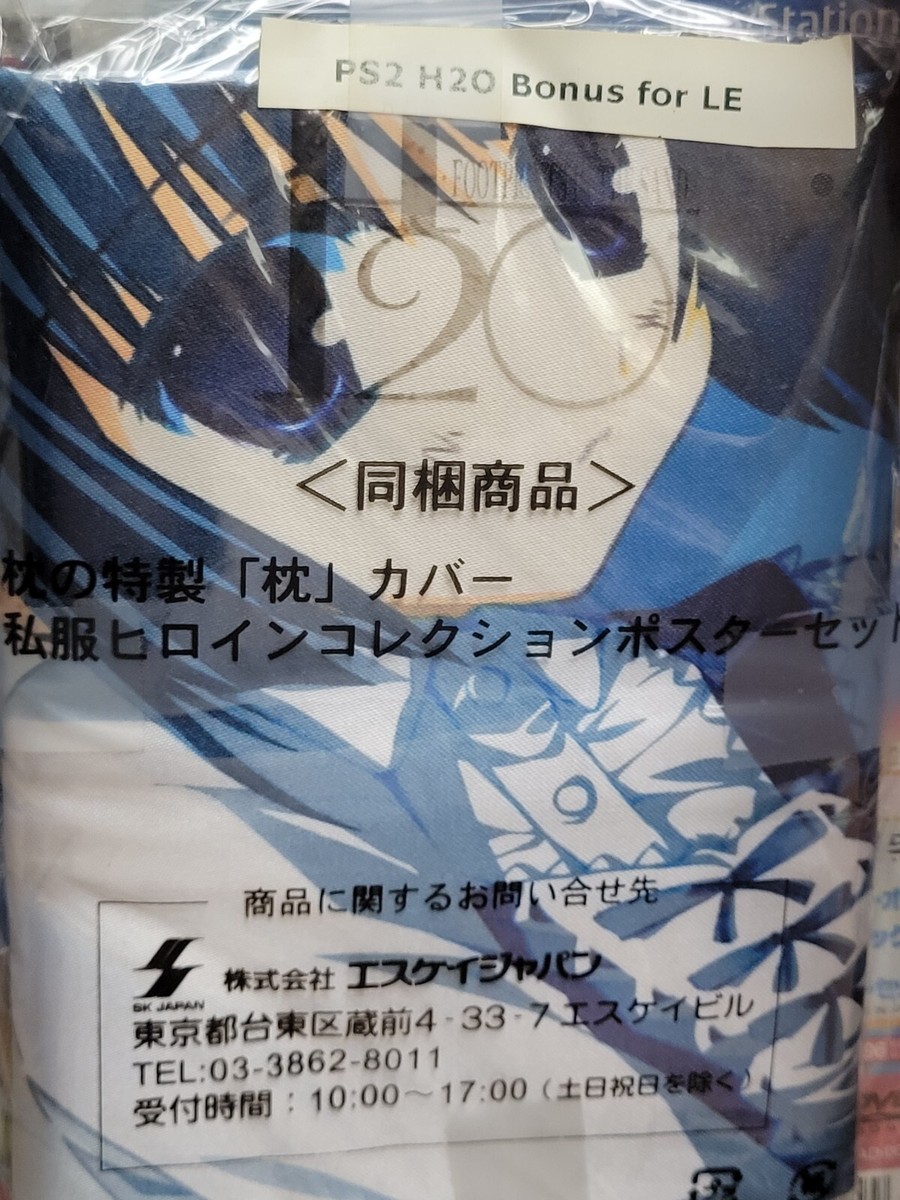 Station
PS2 H2O Bonus for LE
H2O
＜同梱商品＞
枕の特製「枕」カバー
私服ヒロインコレクションポスターセット
商品に関するお問い合せ先
SK JAPAN
株式会社 エスケイジャパン
東京都台東区蔵前4-33-7エスケイビル
TEL:03-3862-8011
受付時間：10:00～17:00（土日祝日を除く）